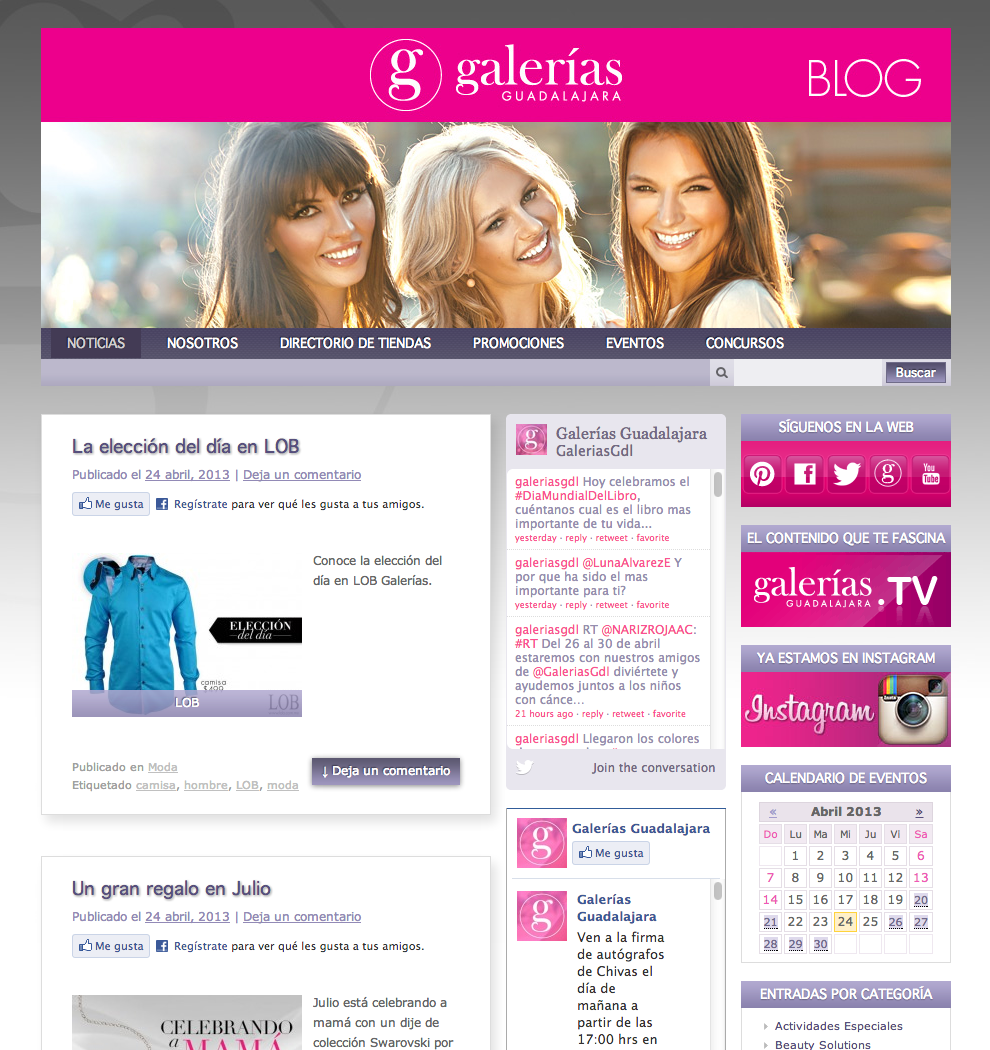 g galerías
GUADALAJARA
BLOG
NOTICIAS NOSOTROS DIRECTORIO DE TIENDAS PROMOCIONES EVENTOS CONCURSOS
Buscar
La elección del día en LOB
Publicado el 24 abril, 2013 | Deja un comentario
Me gusta Regístrate para ver qué les gusta a tus amigos.
Conoce la elección del
día en LOB Galerías.
ELECCIÓN
del día
camisa
$499
LOB
LOB
Publicado en Moda
Etiquetado camisa, hombre, LOB, moda
↓ Deja un comentario
Un gran regalo en Julio
Publicado el 24 abril, 2013 | Deja un comentario
Me gusta Regístrate para ver qué les gusta a tus amigos.
CELEBRANDO
a MAMÁ
Julio está celebrando a
mamá con un dije de
colección Swarovski por
g
Galerías Guadalajara
GaleriasGdl
galeriasgdl Hoy celebramos el
#DiaMundialDelLibro,
cuéntanos cual es el libro mas
importante de tu vida...
yesterday · reply · retweet · favorite
galeriasgdl @LunaAlvarezE Y
por que ha sido el mas
importante para ti?
yesterday · reply · retweet · favorite
galeriasgdl RT @NARIZROJAAC:
#RT Del 26 al 30 de abril
estaremos con nuestros amigos
de @GaleriasGdl diviértete y
ayudemos juntos a los niños
con cánce...
21 hours ago · reply · retweet · favorite
galeriasgdl Llegaron los colores
Join the conversation
g
Galerías Guadalajara
Me gusta
g
Galerías
Guadalajara
Ven a la firma
de autógrafos
de Chivas el
día de
mañana a
partir de las
17:00 hrs en
SÍGUENOS EN LA WEB
g You
Tube
EL CONTENIDO QUE TE FASCINA
galerías
GUADALAJARA .TV
YA ESTAMOS EN INSTAGRAM
Instagram
CALENDARIO DE EVENTOS
« Abril 2013 »
Do Lu Ma Mi Ju Vi Sa
1 2 3 4 5 6
7 8 9 10 11 12 13
14 15 16 17 18 19 20
21 22 23 24 25 26 27
28 29 30
ENTRADAS POR CATEGORÍA
Actividades Especiales
Beauty Solutions